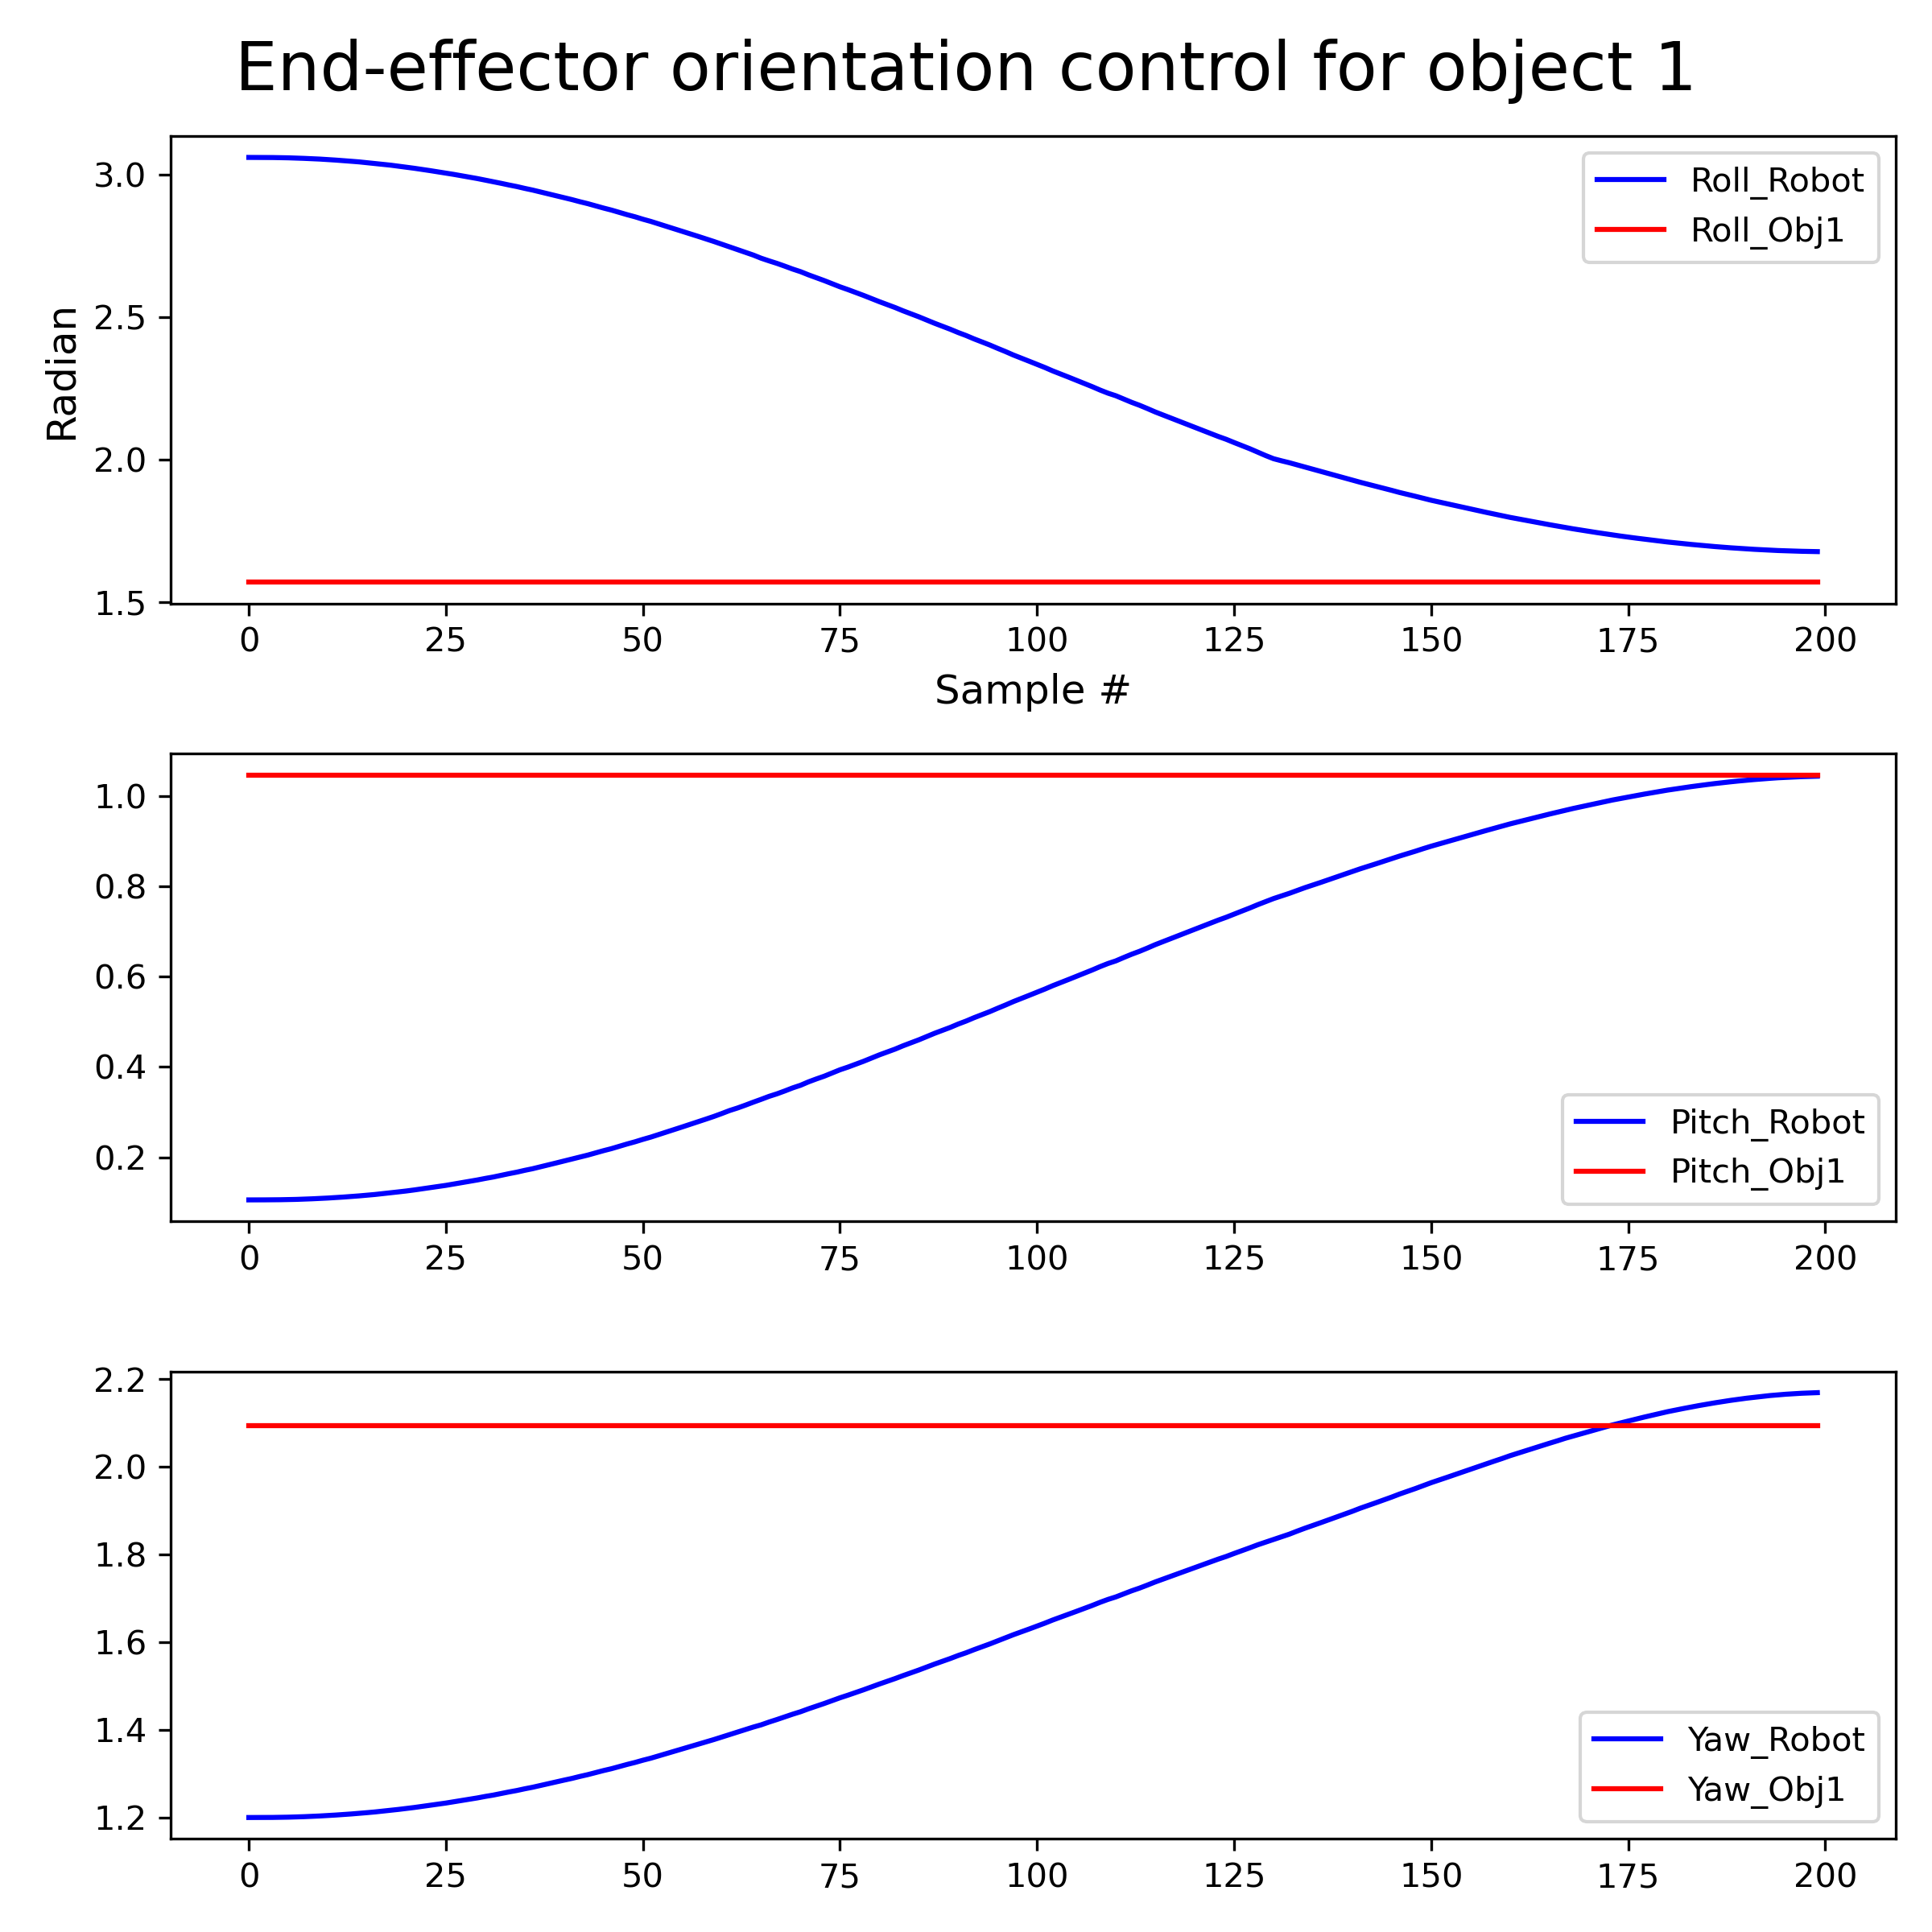 End-effector orientation control for object 1
3.0
2.5
2.0
1.5
Radian
Roll_Robot
Roll_Obj1
0 25 50 75 100 125 150 175 200
Sample #
1.0
0.8
0.6
0.4
0.2
Pitch_Robot
Pitch_Obj1
0 25 50 75 100 125 150 175 200
2.2
2.0
1.8
1.6
1.4
1.2
Yaw_Robot
Yaw_Obj1
0 25 50 75 100 125 150 175 200